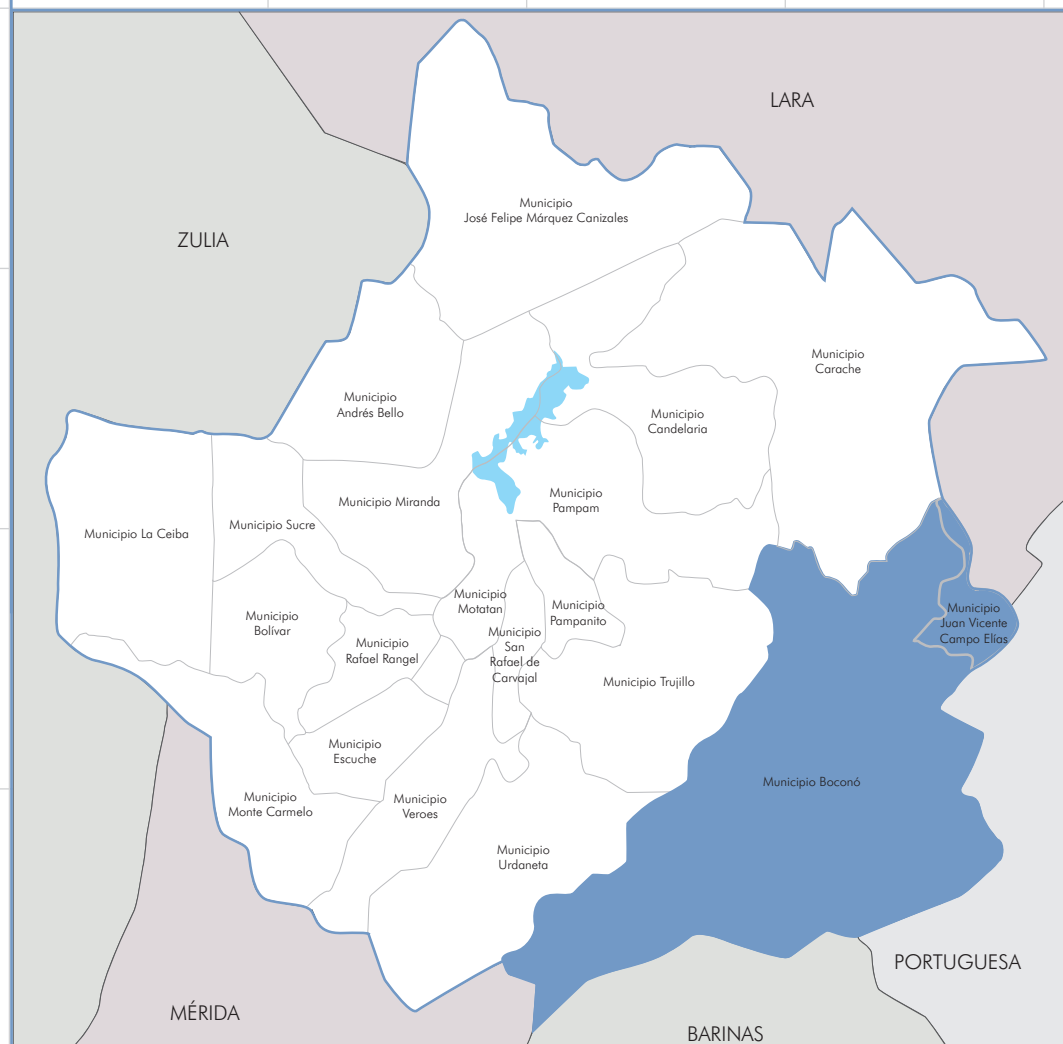 LARA
Municipio
José Felipe Márquez Canizales
ZULIA
Municipio
Carache
Municipio
Andrés Bello
Municipio
Candelaria
Municipio Miranda
Municipio
Pampam
Municipio La Ceiba
Municipio Sucre
Municipio
Motatan
Municipio
Pampanito
Municipio
Juan Vicente
Campo Elías
Municipio
Bolívar
Municipio
San
Rafael de
Carvajal
Municipio
Rafael Rangel
Municipio Trujillo
Municipio
Escuche
Municipio Boconó
Municipio
Monte Carmelo
Municipio
Veroes
Municipio
Urdaneta
PORTUGUESA
MÉRIDA
BARINAS